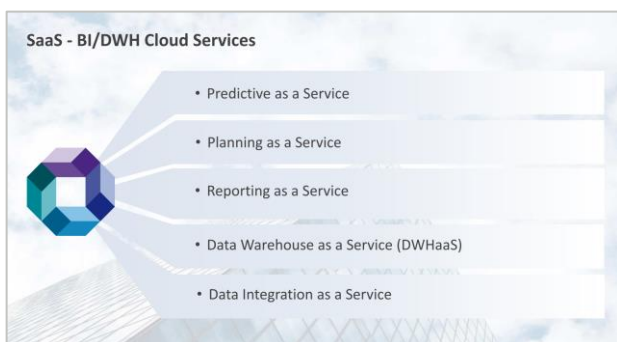 SaaS - BI/DWH Cloud Services
• Predictive as a Service
• Planning as a Service
• Reporting as a Service
• Data Warehouse as a Service (DWHaaS)
• Data Integration as a Service